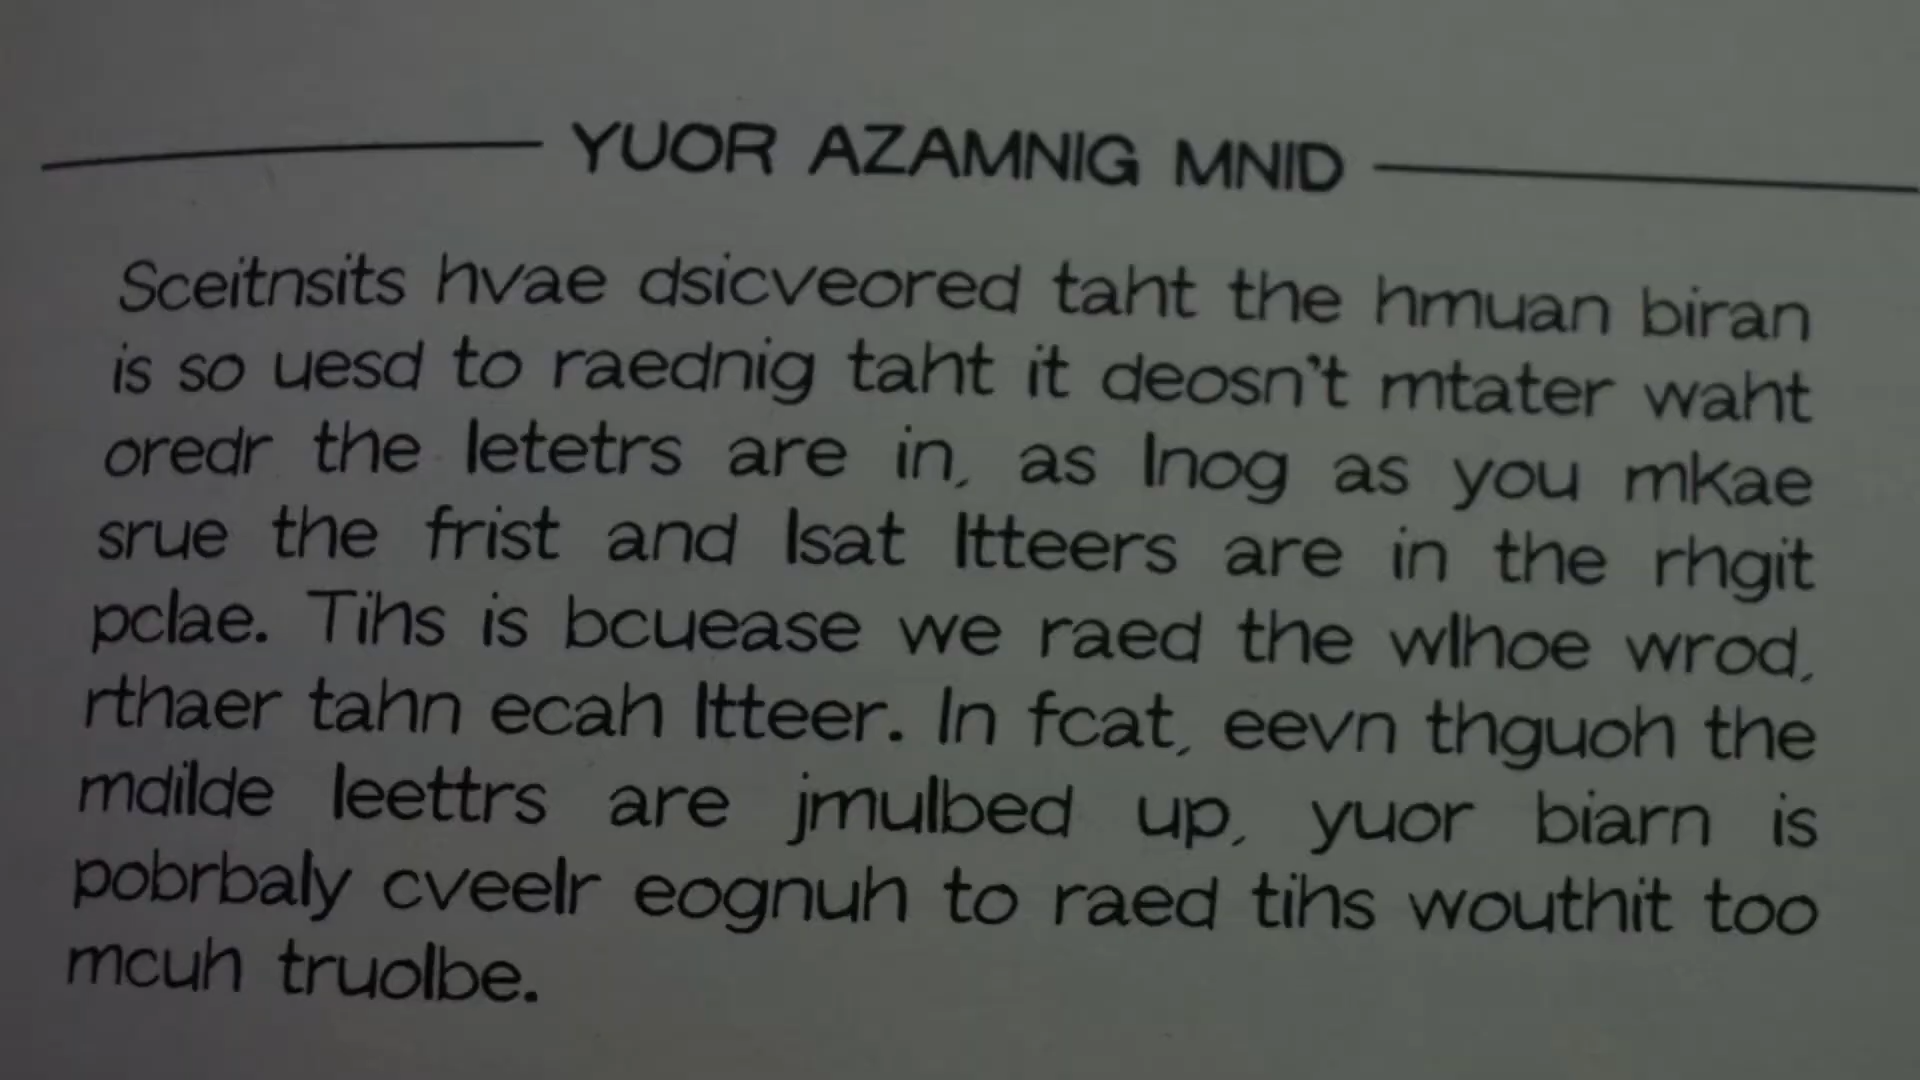 YUOR AZAMNIG MNID
Sceitnsits hvae dsicveored taht the hmuan biran
is so uesd to raednig taht it deosn't mtater waht
oredr the letetrs are in, as lnog as you mkae
srue the frist and lsat ltteers are in the rhgit
pclae. Tihs is bcuease we raed the wlhoe wrod,
rthaer tahn ecah ltteer. In fcat, eevn thguoh the
mdilde leettrs are jmulbed up, yuor biarn is
pobrbaly cveelr eognuh to raed tihs wouthit too
mcuh truolbe.